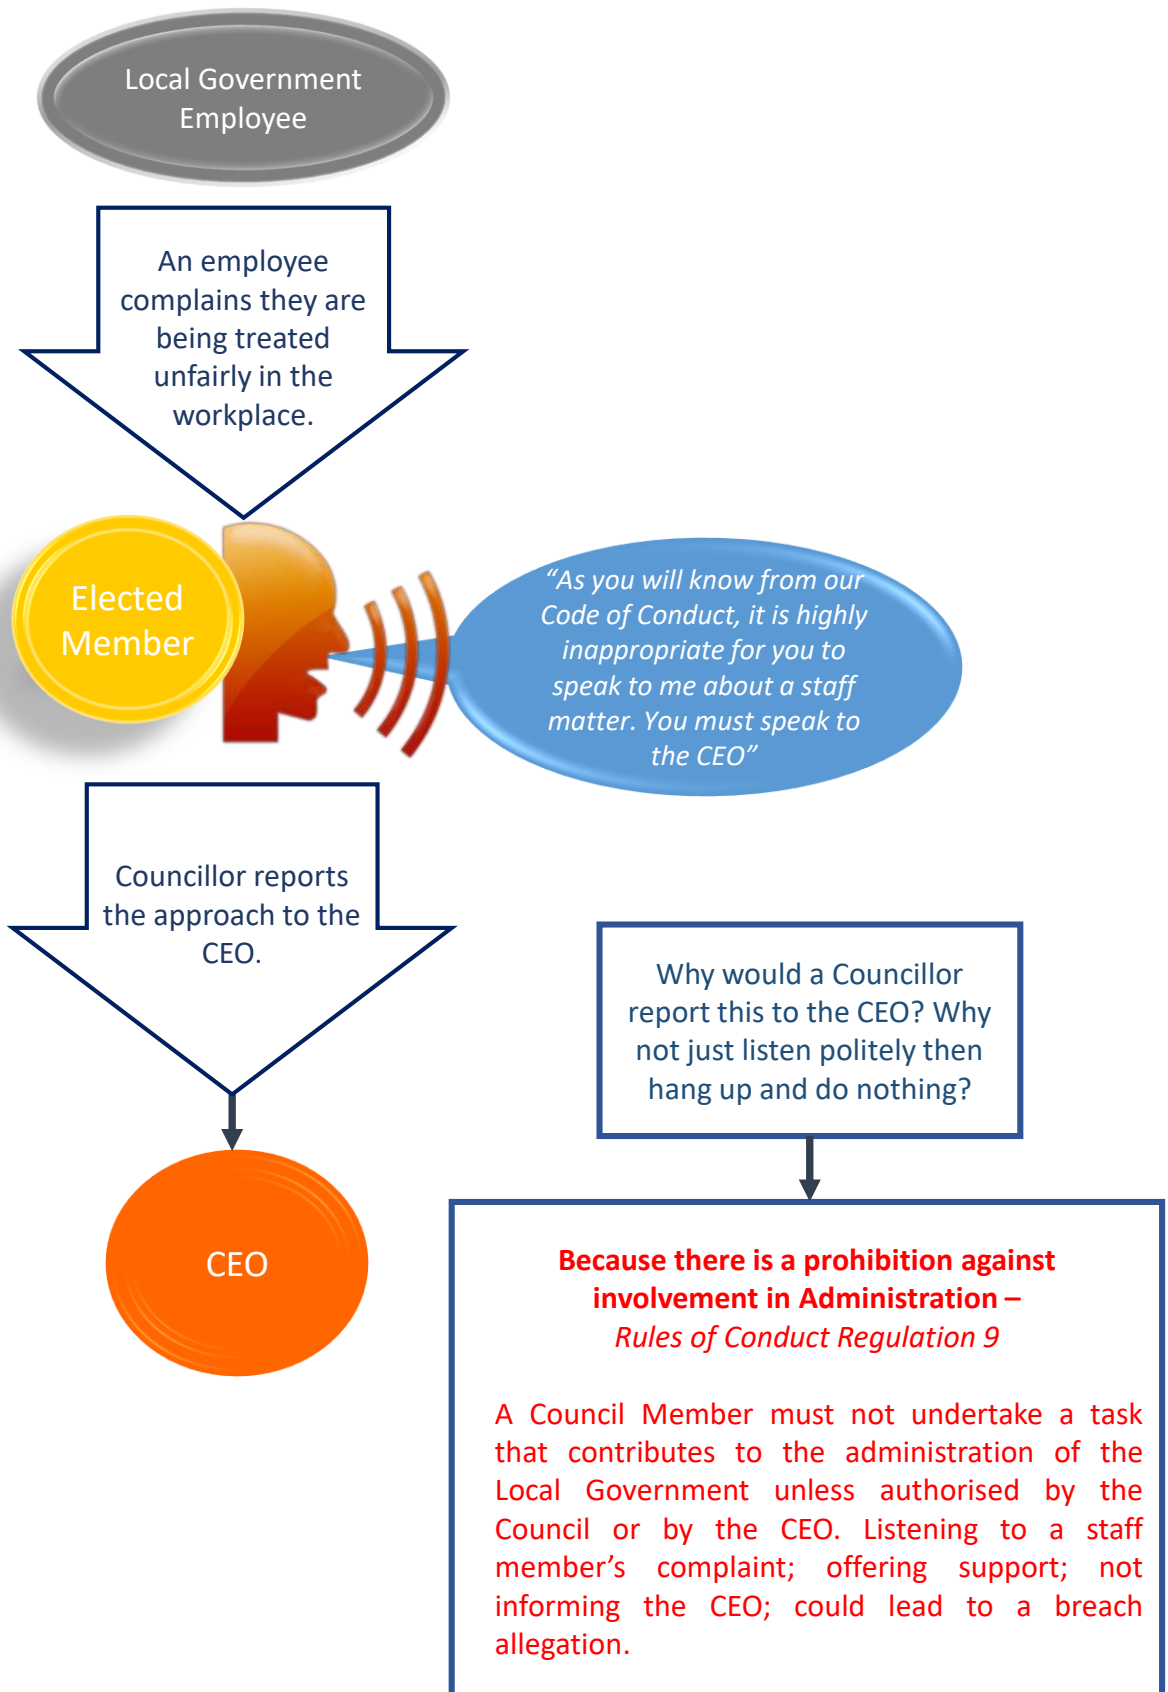 Local Government
Employee
An employee
complains they are
being treated
unfairly in the
workplace.
Elected
Member
“As you will know from our
Code of Conduct, it is highly
inappropriate for you to
speak to me about a staff
matter. You must speak to
the CEO”
Councillor reports
the approach to the
CEO.
CEO
Why would a Councillor
report this to the CEO? Why
not just listen politely then
hang up and do nothing?
Because there is a prohibition against
involvement in Administration –
Rules of Conduct Regulation 9
A Council Member must not undertake a task
that contributes to the administration of the
Local Government unless authorised by the
Council or by the CEO. Listening to a staff
member’s complaint; offering support; not
informing the CEO; could lead to a breach
allegation.